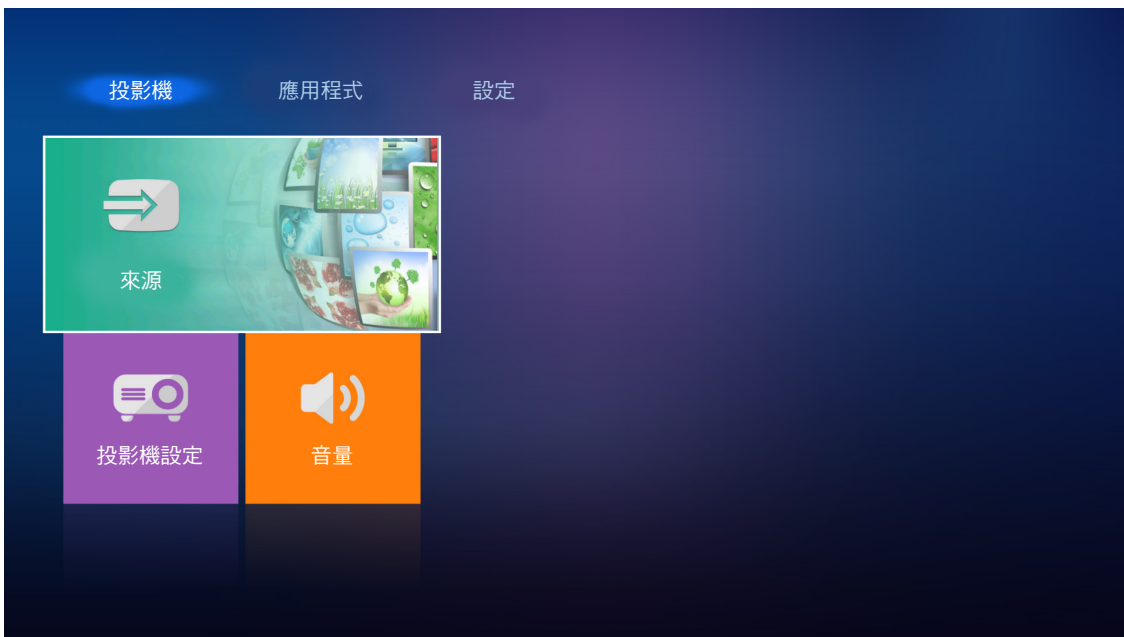 投影機 應用程式 設定
來源
投影機設定 音量